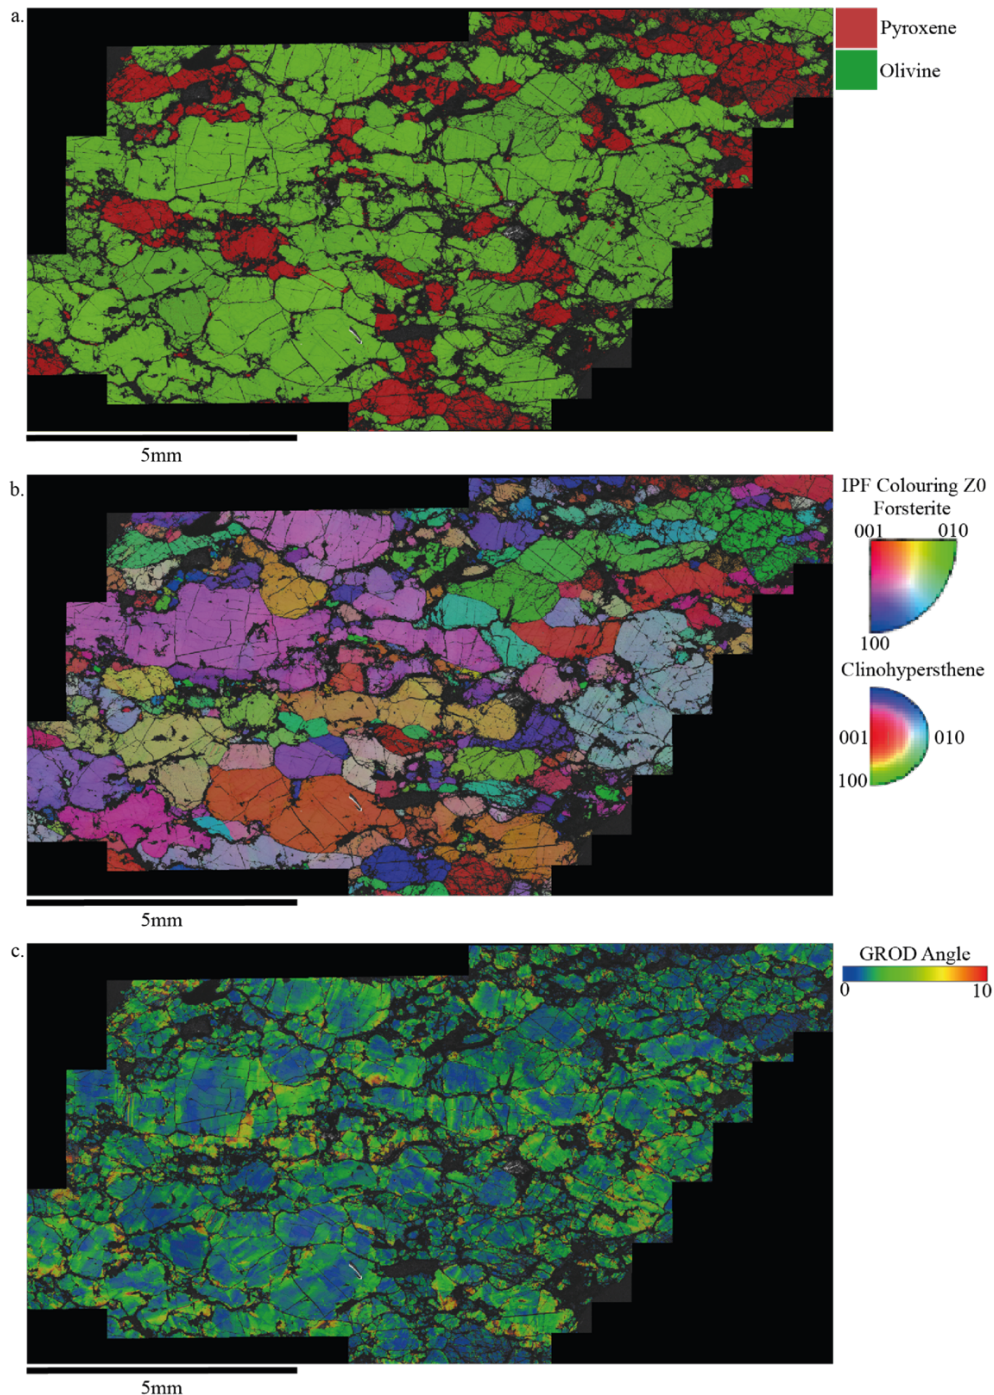 a.
Pyroxene
Olivine
5mm
b.
IPF Colouring Z0
Forsterite
001 010
100
Clinohypersthene
001 010
100
5mm
c.
GROD Angle
0 10
5mm